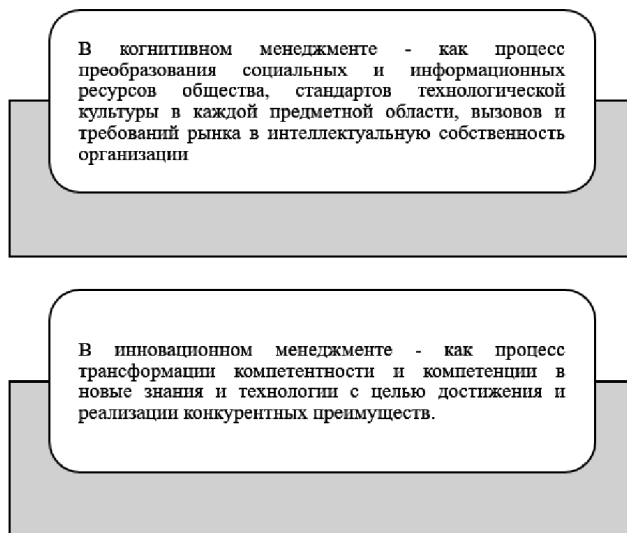 В когнитивном менеджменте - как процесс
преобразования социальных и информационных
ресурсов общества, стандартов технологической
культуры в каждой предметной области, вызовов и
требований рынка в интеллектуальную собственность
организации
В инновационном менеджменте - как процесс
трансформации компетентности и компетенции в
новые знания и технологии с целью достижения и
реализации конкурентных преимуществ.